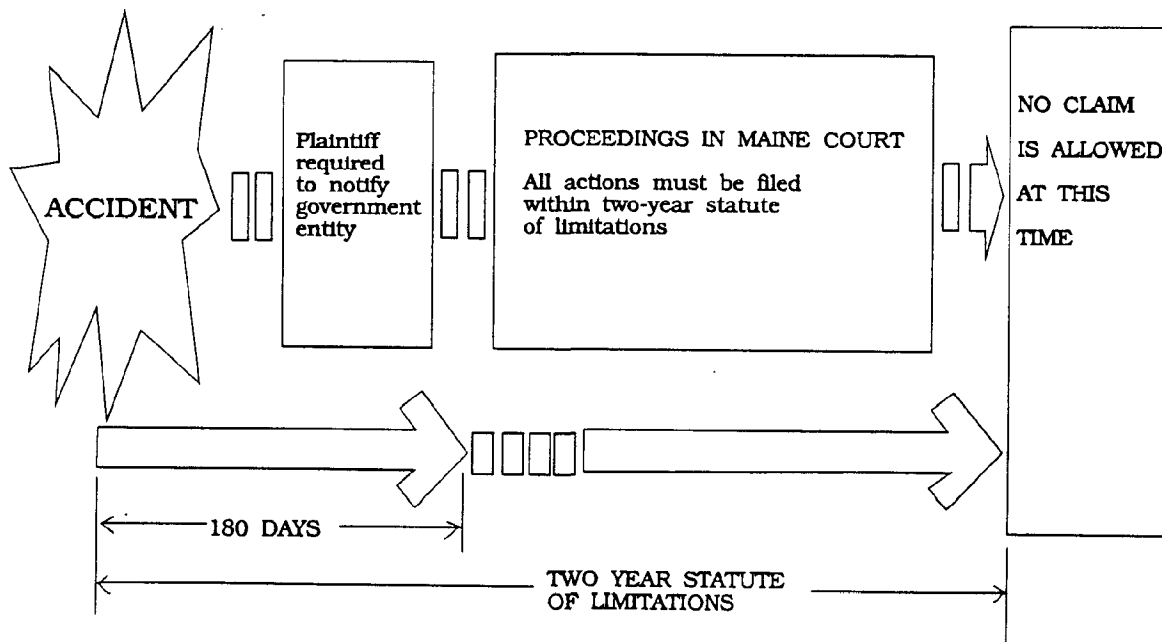 ACCIDENT
Plaintiff
required
to notify
government
entity
PROCEEDINGS IN MAINE COURT
All actions must be filed
within two-year statute
of limitations
NO CLAIM
IS ALLOWED
AT THIS
TIME
180 DAYS
TWO YEAR STATUTE
OF LIMITATIONS